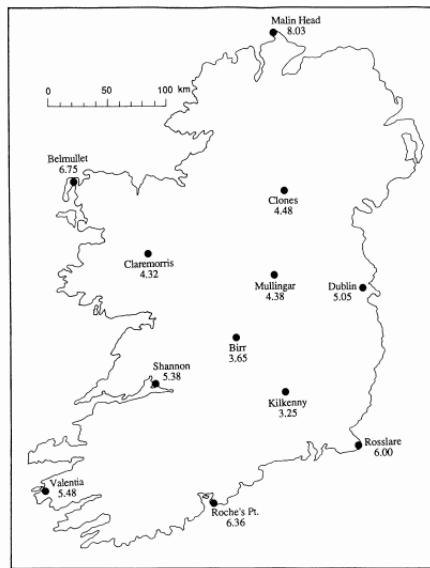 Malin Head
8.03
0 50 100 km
Belmullet
6.75
Clones
4.48
Claremorris
4.32
Mullingar
4.38
Dublin
5.05
Birr
3.65
Shannon
5.38
Kilkenny
3.25
Rosslare
6.00
Valentia
5.48
Roche's Pt.
6.36